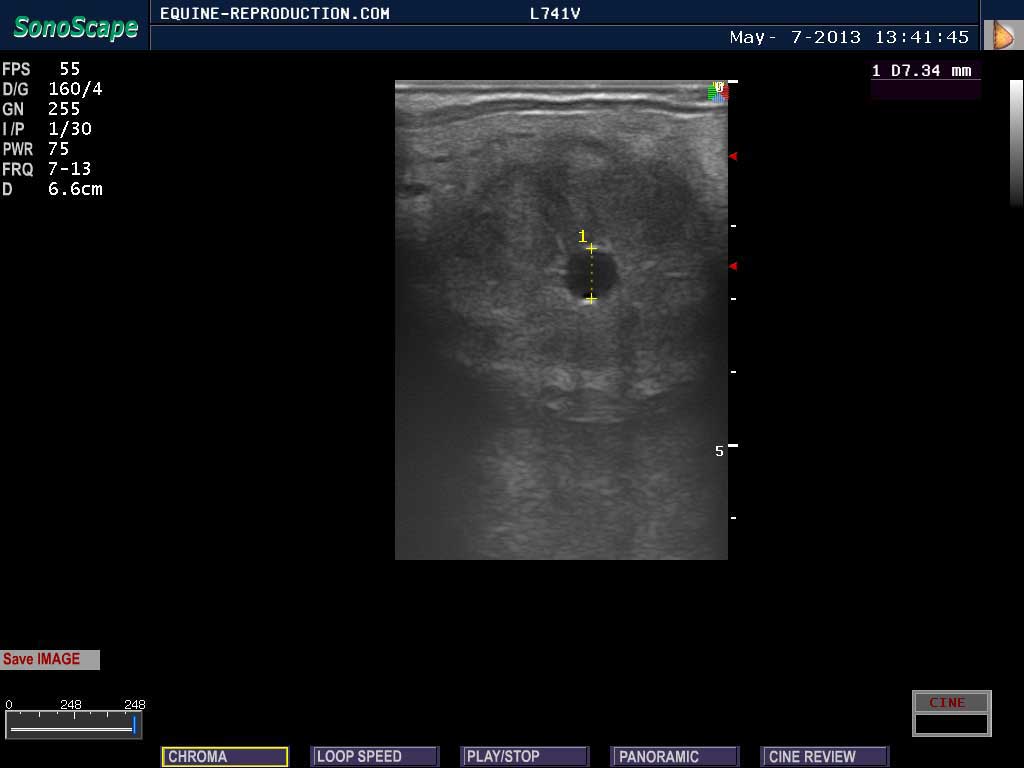 SonoScape
EQUINE-REPRODUCTION.COM L741V
May- 7-2013 13:41:45
FPS 55
D/G 160/4
GN 255
I/P 1/30
PWR 75
FRQ 7-13
D 6.6cm
1 D7.34 mm
1
5
Save IMAGE
0 248 248
CINE
CHROMA LOOP SPEED PLAY/STOP PANORAMIC CINE REVIEW